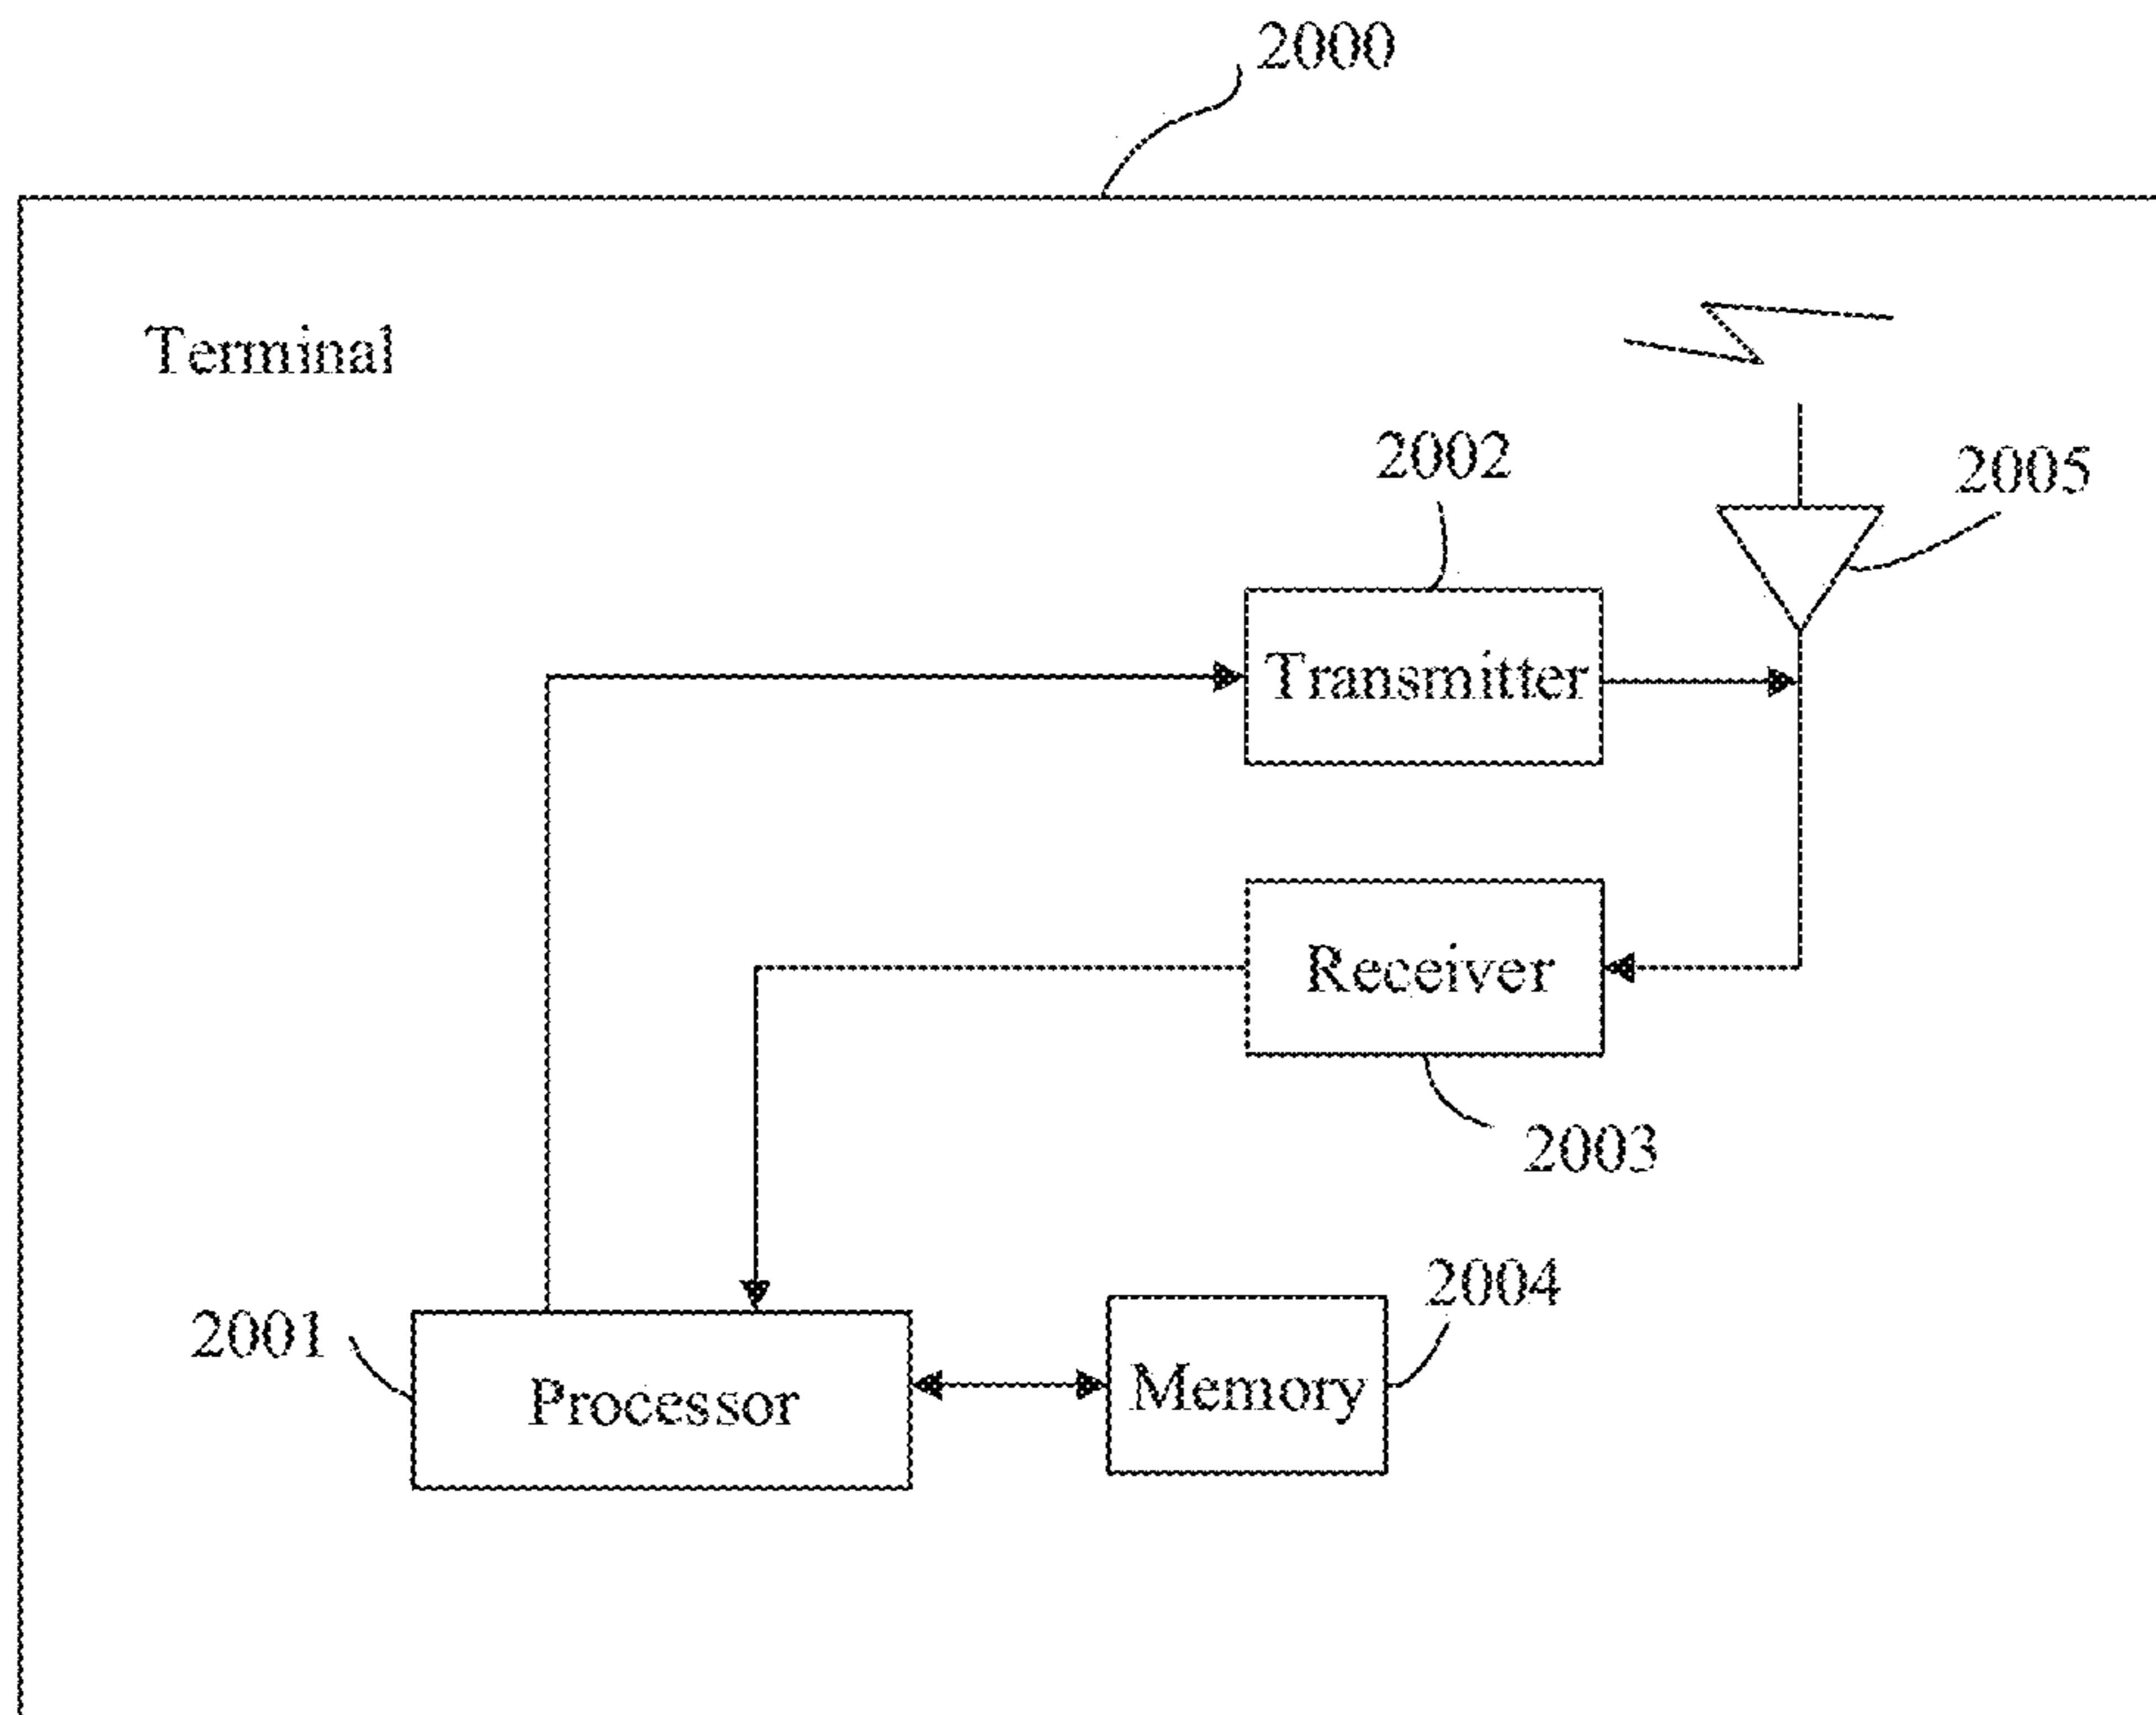 2000
Terminal
2002
2005
Transmitter
Receiver
2003
2004
2001
Processor
Memory